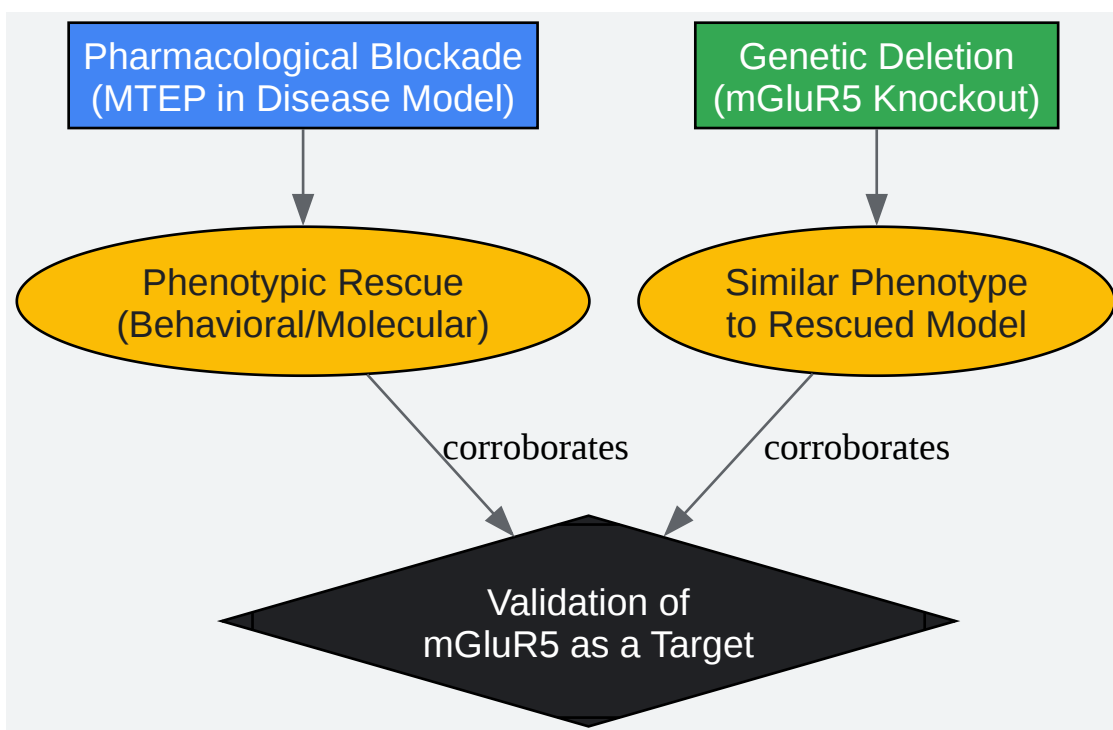 Pharmacological Blockade
(MTEP in Disease Model)
Genetic Deletion
(mGluR5 Knockout)
Phenotypic Rescue
(Behavioral/Molecular)
Similar Phenotype
to Rescued Model
corroborates
corroborates
Validation of
mGluR5 as a Target